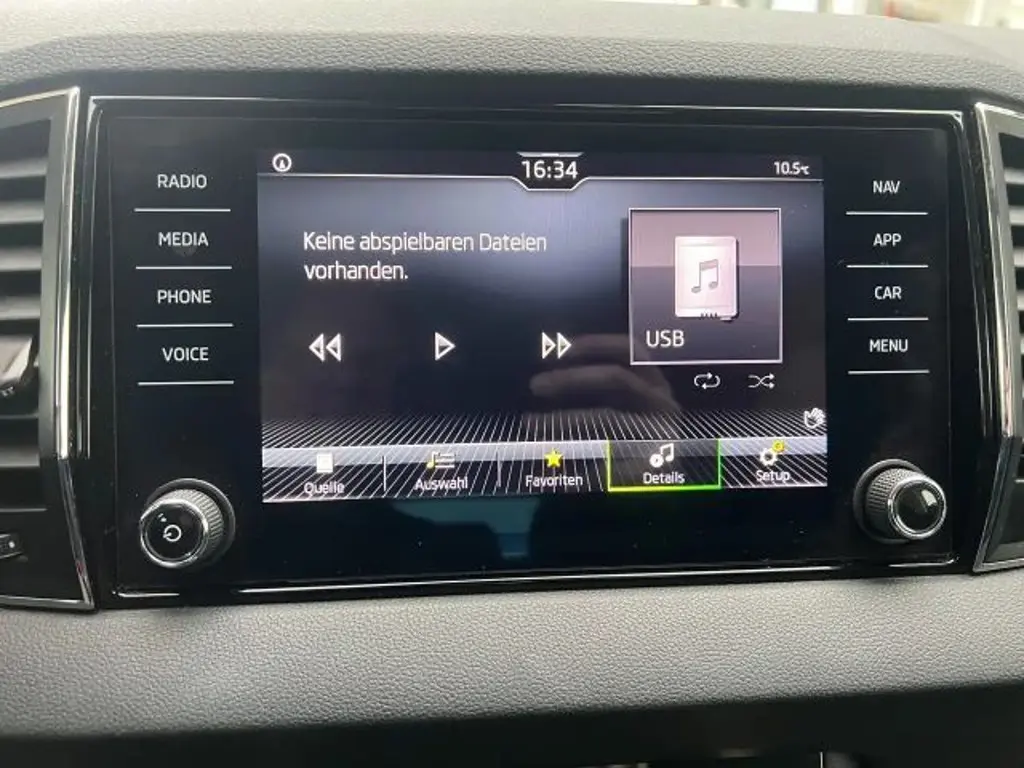 16:34
10.5°C
RADIO
MEDIA
PHONE
VOICE
Keine abspielbaren Dateien
vorhanden.
USB
Quelle
Auswahl
Favoriten
Details
Setup
NAV
APP
CAR
MENU